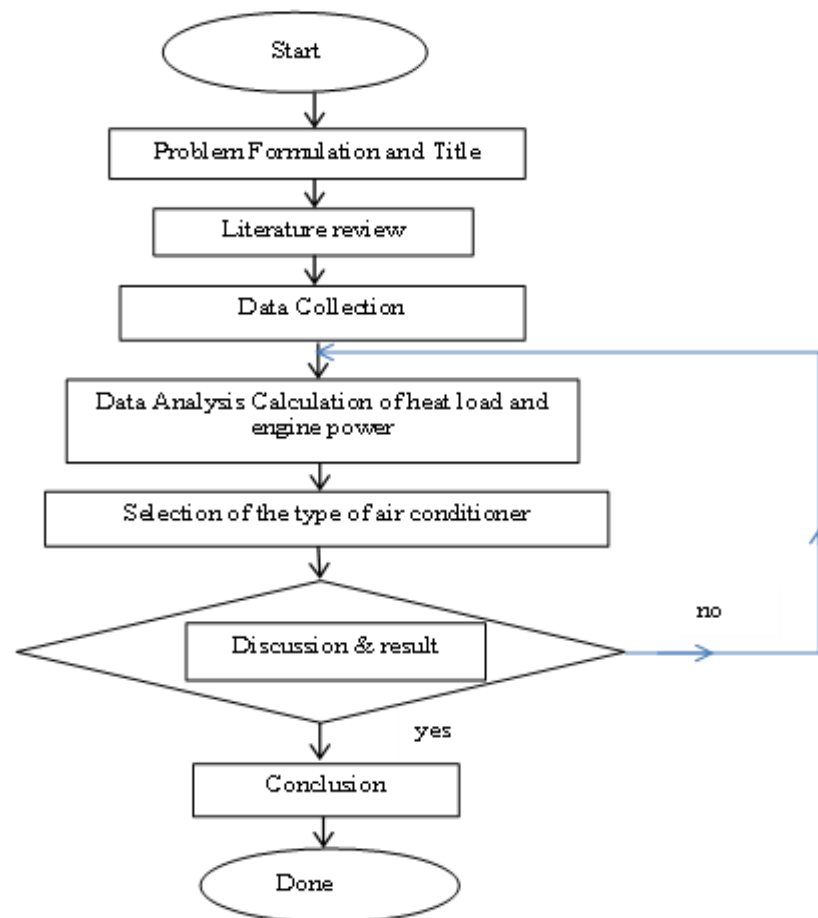 Start
Problem Formulation and Title
Literature review
Data Collection
Data Analysis Calculation of heat load and
engine power
Selection of the type of air conditioner
Discussion & result
no
yes
Conclusion
Done